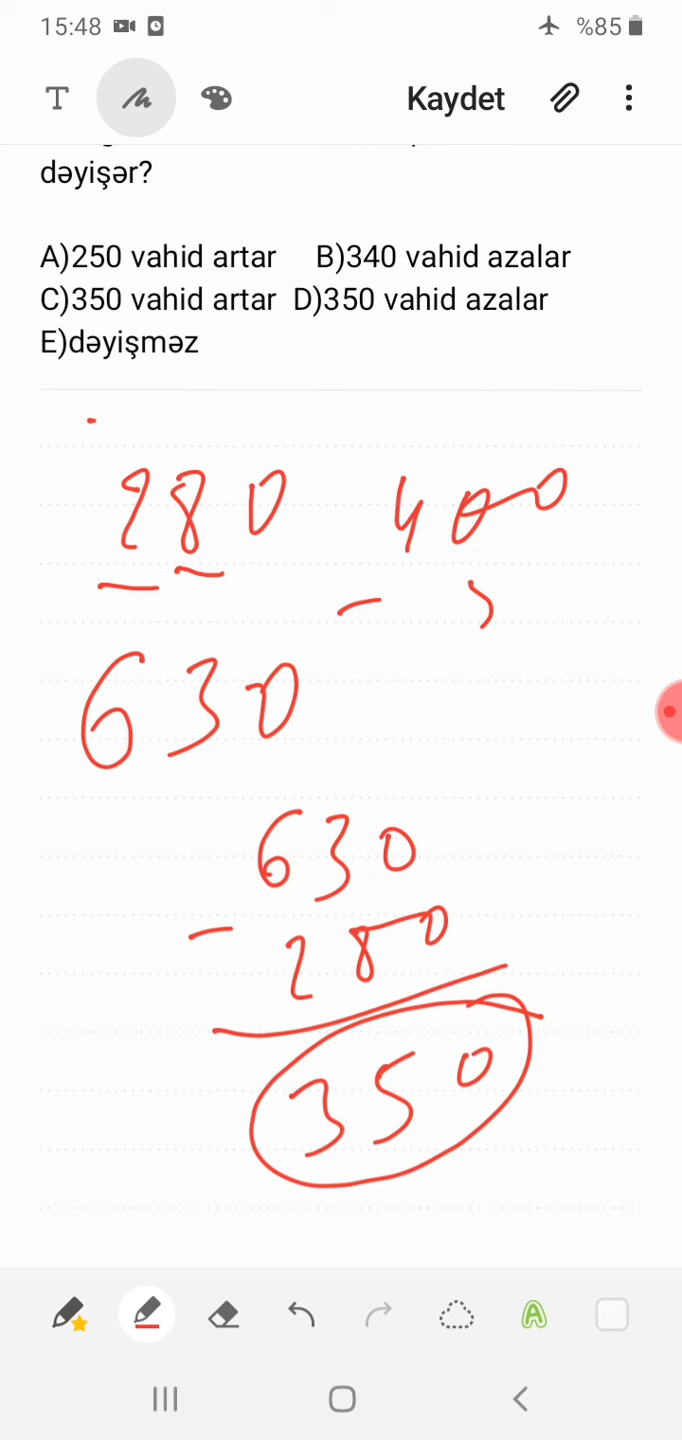 15:48 %85
T Kaydet
dəyişər?
A)250 vahid artar B)340 vahid azalar
C)350 vahid artar D)350 vahid azalar
E)dəyişməz
280 400
-
630
630
- 280
350
A